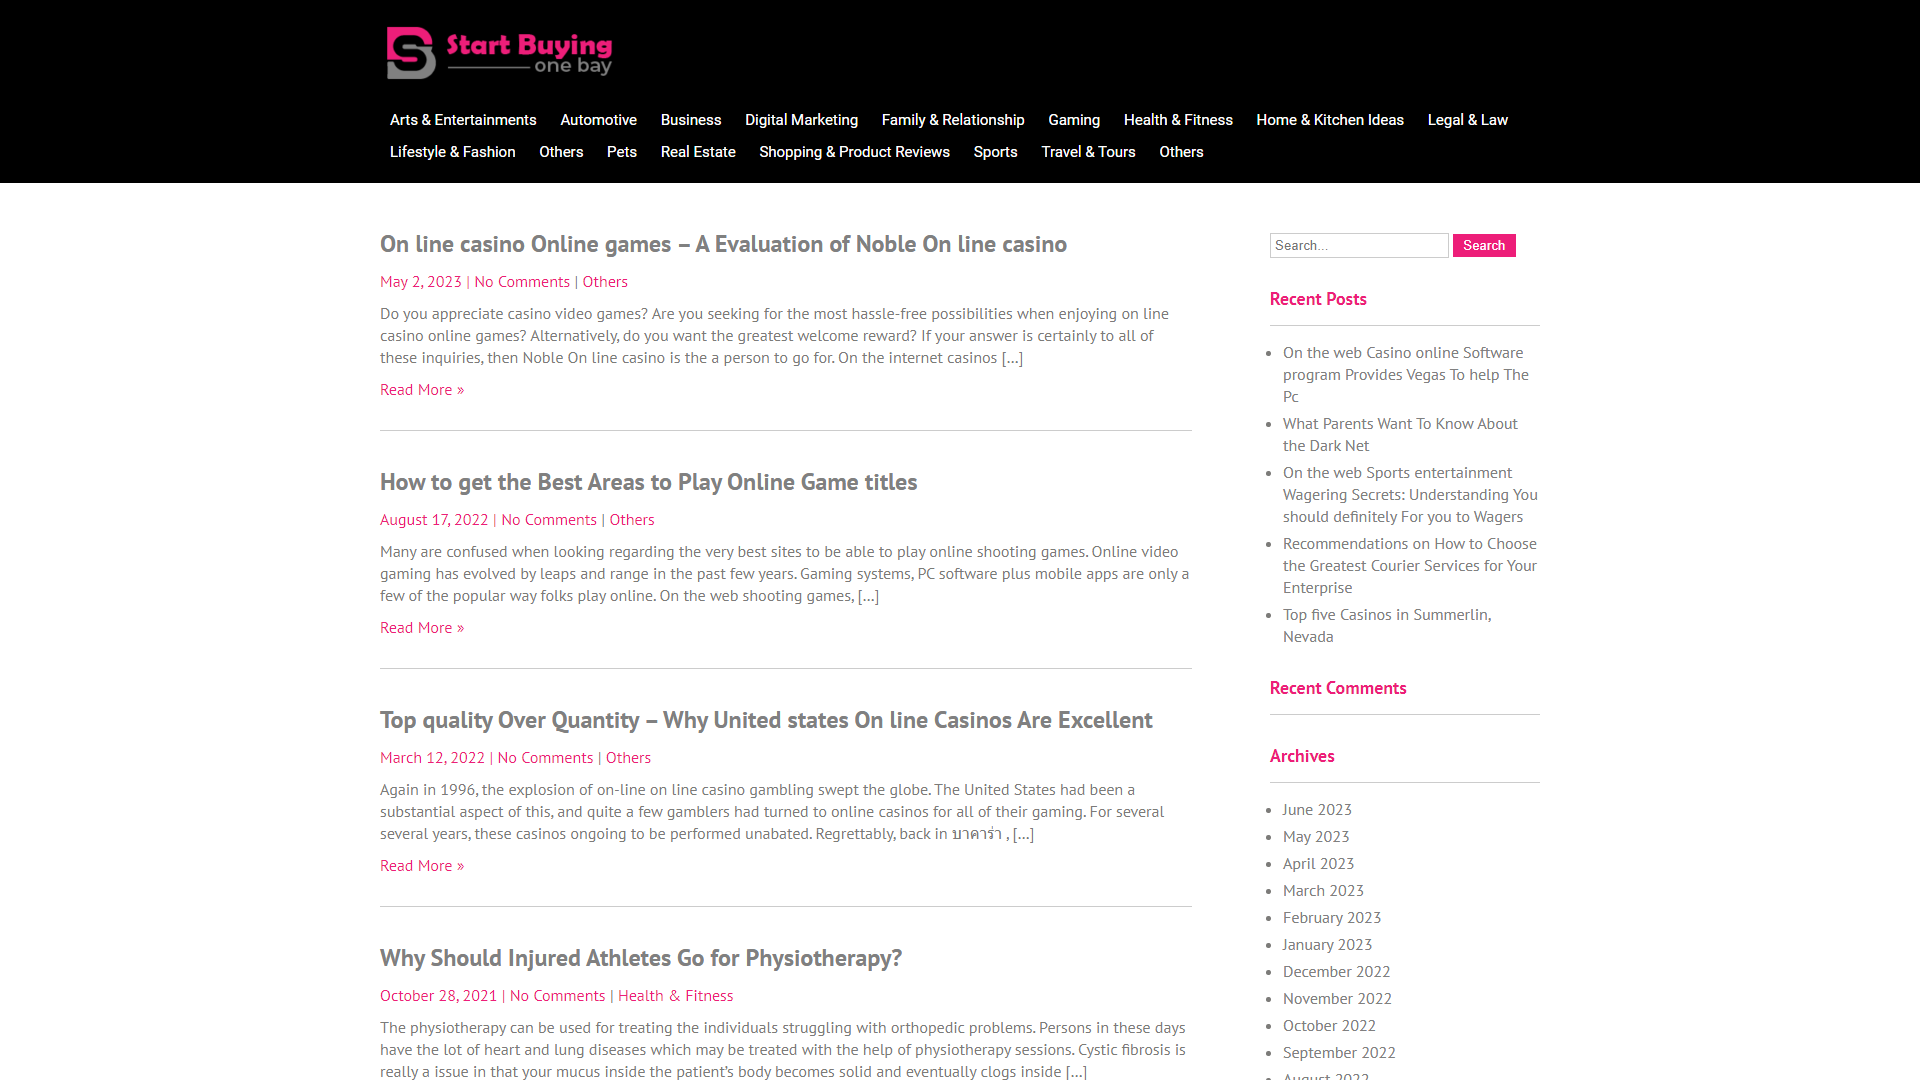 Start Buying
one bay
Arts & Entertainments Automotive Business Digital Marketing Family & Relationship Gaming Health & Fitness Home & Kitchen Ideas Legal & Law
Lifestyle & Fashion Others Pets Real Estate Shopping & Product Reviews Sports Travel & Tours Others
On line casino Online games – A Evaluation of Noble On line casino
May 2, 2023 | No Comments | Others
Do you appreciate casino video games? Are you seeking for the most hassle-free possibilities when enjoying on line
casino online games? Alternatively, do you want the greatest welcome reward? If your answer is certainly to all of
these inquiries, then Noble On line casino is the a person to go for. On the internet casinos [...]
Read More »
How to get the Best Areas to Play Online Game titles
August 17, 2022 | No Comments | Others
Many are confused when looking regarding the very best sites to be able to play online shooting games. Online video
gaming has evolved by leaps and range in the past few years. Gaming systems, PC software plus mobile apps are only a
few of the popular way folks play online. On the web shooting games, [...]
Read More »
Top quality Over Quantity – Why United states On line Casinos Are Excellent
March 12, 2022 | No Comments | Others
Again in 1996, the explosion of on-line on line casino gambling swept the globe. The United States had been a
substantial aspect of this, and quite a few gamblers had turned to online casinos for all of their gaming. For several
several years, these casinos ongoing to be performed unabated. Regrettably, back in บาคาร่า , [...]
Read More »
Why Should Injured Athletes Go for Physiotherapy?
October 28, 2021 | No Comments | Health & Fitness
The physiotherapy can be used for treating the individuals struggling with orthopedic problems. Persons in these days
have the lot of heart and lung diseases which may be treated with the help of physiotherapy sessions. Cystic fibrosis is
really a issue in that your mucus inside the patient's body becomes solid and eventually clogs inside [...]
Search... Search
Recent Posts
On the web Casino online Software
program Provides Vegas To help The
Pc
What Parents Want To Know About
the Dark Net
On the web Sports entertainment
Wagering Secrets: Understanding You
should definitely For you to Wagers
Recommendations on How to Choose
the Greatest Courier Services for Your
Enterprise
Top five Casinos in Summerlin,
Nevada
Recent Comments
Archives
June 2023
May 2023
April 2023
March 2023
February 2023
January 2023
December 2022
November 2022
October 2022
September 2022
August 2022